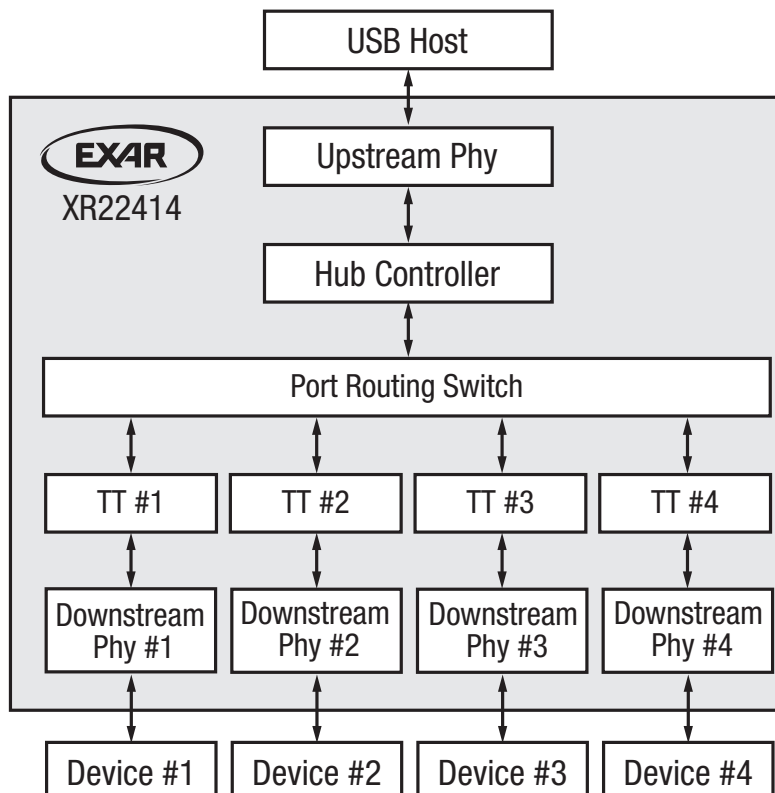 USB Host
EXAR
XR22414
Upstream Phy
Hub Controller
Port Routing Switch
TT #1
TT #2
TT #3
TT #4
Downstream
Phy #1
Downstream
Phy #2
Downstream
Phy #3
Downstream
Phy #4
Device #1
Device #2
Device #3
Device #4